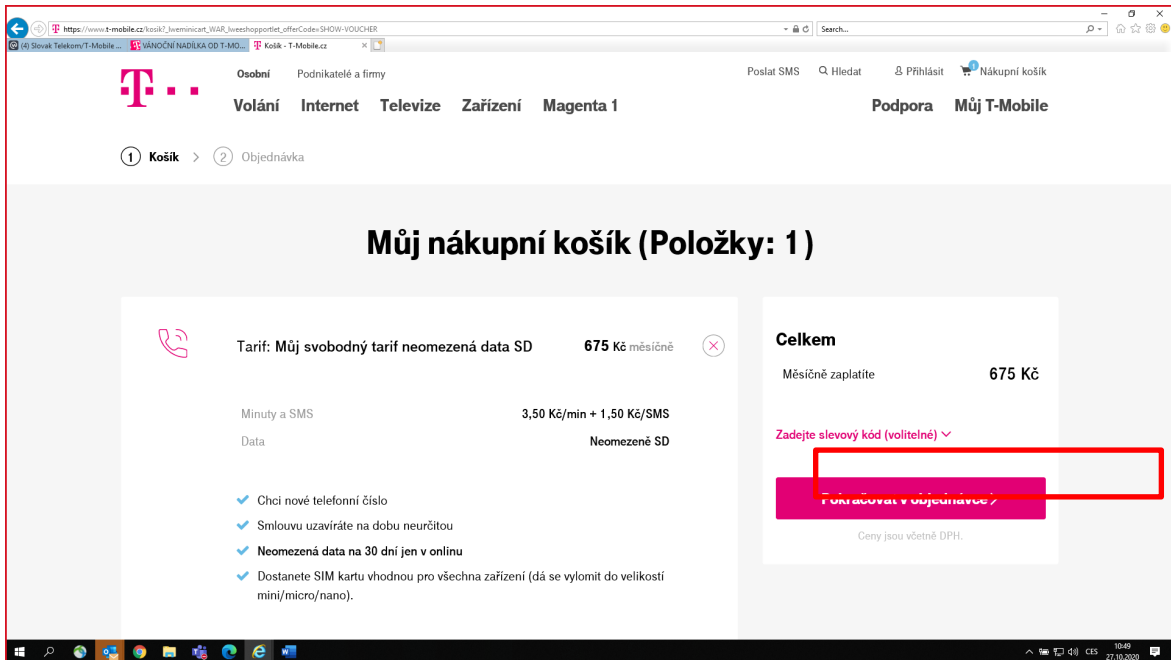 https://www.t-mobile.cz/kosik?_lweminicart_WAR_lweeshopportlet_offerCode=SHOW-VOUCHER
Search...
(4) Slovak Telekom/T-Mobile ...
VÁNOČNÍ NADÍLKA OD T-MO...
Košík - T-Mobile.cz
Osobní Podnikatelé a firmy
Poslat SMS Hledat Přihlásit 1 Nákupní košík
Volání Internet Televize Zařízení Magenta 1
Podpora Můj T-Mobile
1 Košík > 2 Objednávka
Můj nákupní košík (Položky: 1)
Tarif: Můj svobodný tarif neomezená data SD 675 Kč měsíčně
Minuty a SMS 3,50 Kč/min + 1,50 Kč/SMS
Data Neomezeně SD
Chci nové telefonní číslo
Smlouvu uzavíráte na dobu neurčitou
Neomezená data na 30 dní jen v onlinu
Dostanete SIM kartu vhodnou pro všechna zařízení (dá se vylomit do velikostí
mini/micro/nano).
Celkem
Měsíčně zaplatíte 675 Kč
Zadejte slevový kód (volitelné)
Pokračovat v objednávce
Ceny jsou včetně DPH.
CES
10:49
27.10.2020